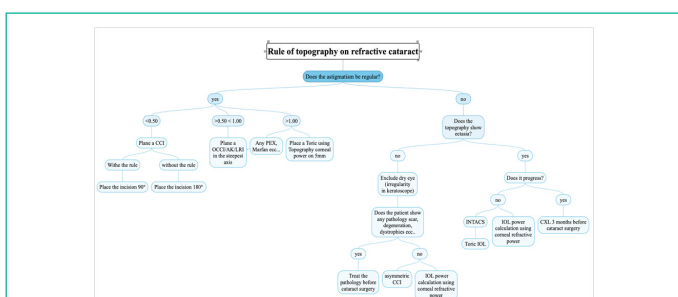 Rule of topography on refractive cataract
Does the astigmatism be regular?
yes
no
<0.50
>0.50 < 1.00
>1.00
Does the
topography show
ectasia?
Plane a CCI
Plane a
OCCI/AK/LRI
in the steepest
axis
Any PEX,
Marfan ecc...
Place a Toric using
Topography corneal
power on 5mm
no
yes
Withe the rule
without the rule
Exclude dry eye
(irregularity
in keratoscope)
Does it progress?
Place the incision 90°
Place the incision 180°
no
yes
Does the patient show
any pathology scar,
degeneration,
dystrophies ecc..
INTACS
IOL power
calculation using
corneal refractive
power
CXL 3 months before
cataract surgery
Toric IOL
yes
no
Treat the
pathology before
cataract surgery
asymmetric
CCI
IOL power
calculation using
corneal refractive
power